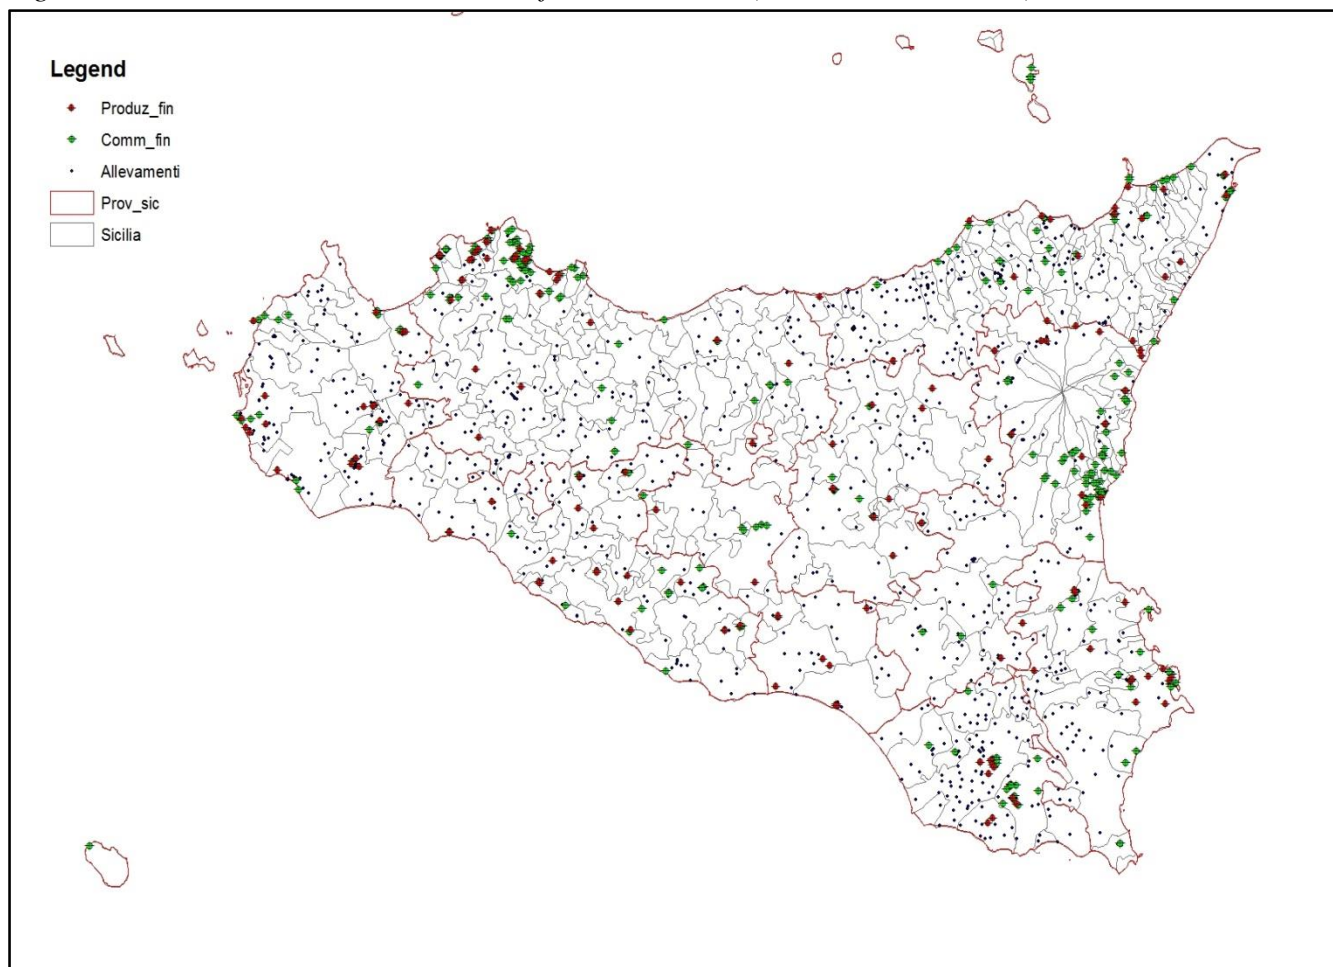 Legend
Produz_fin
Comm_fin
Allevamenti
Prov_sic
Sicilia